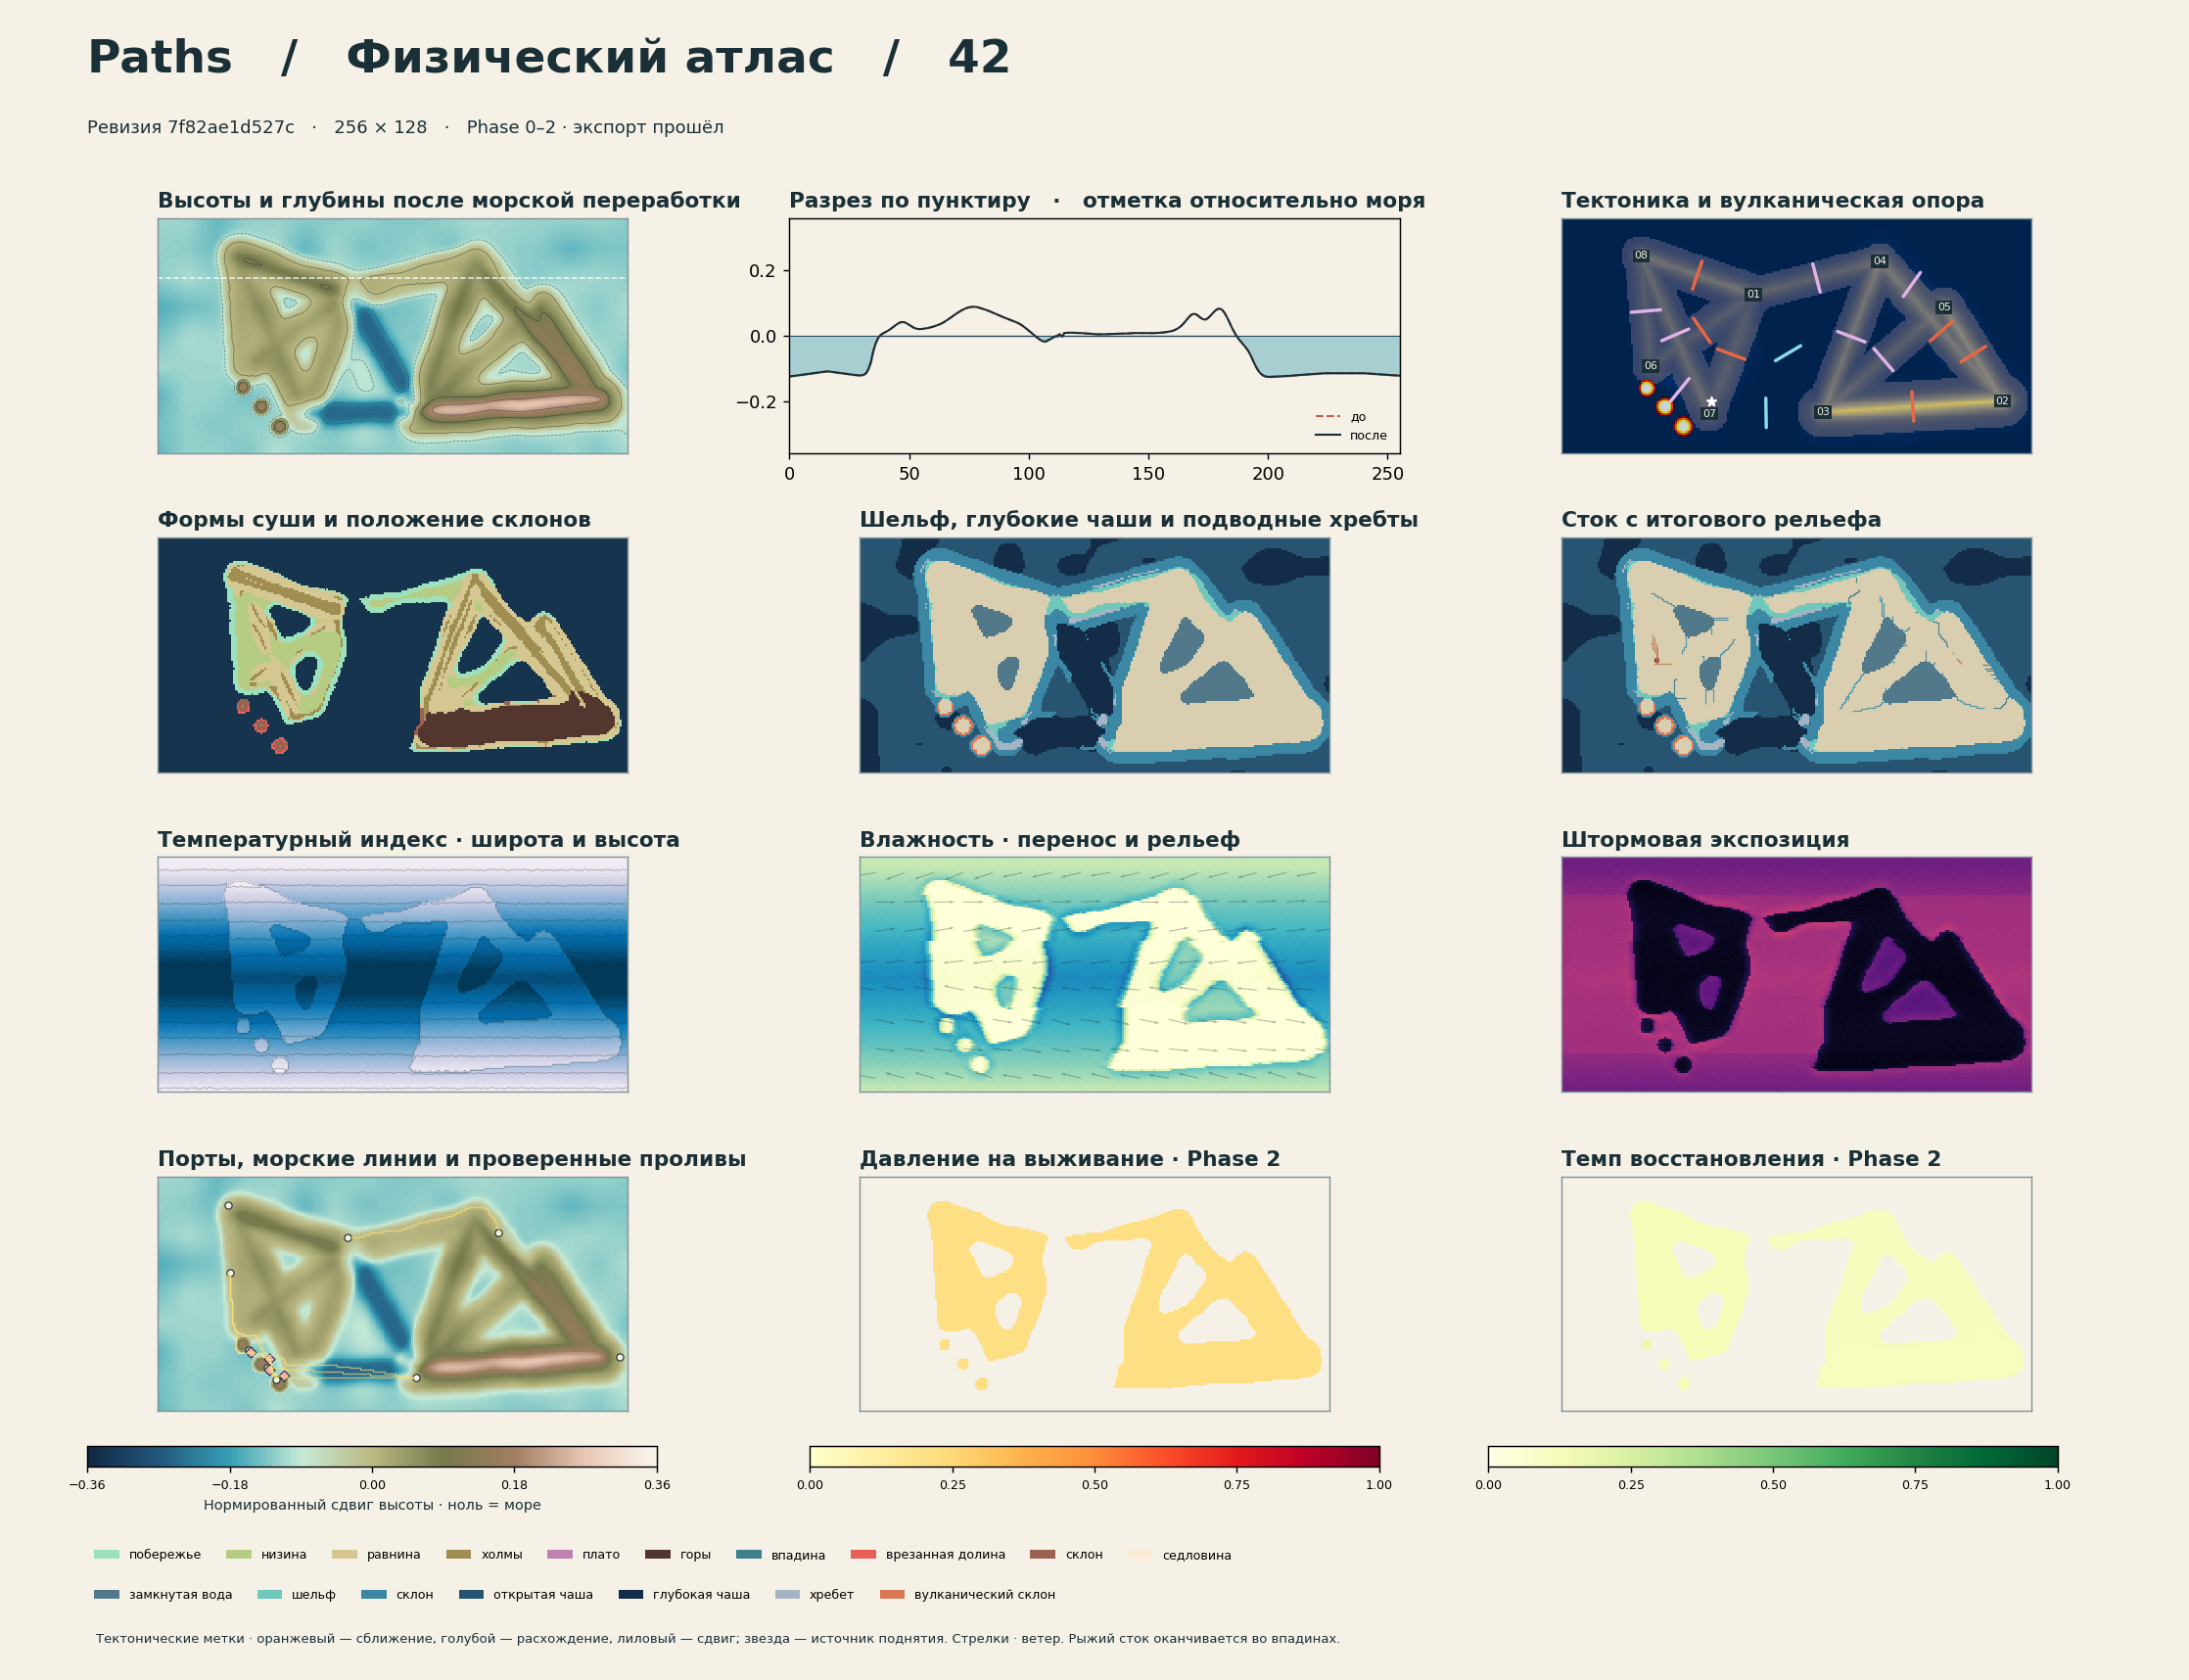 Paths / Физический атлас / 42
Ревизия 7f82ae1d527c · 256 × 128 · Phase 0–2 · экспорт прошёл
Высоты и глубины после морской переработки
Разрез по пунктиру · отметка относительно моря
0.2
0.0
−0.2
до
после
0 50 100 150 200 250
Тектоника и вулканическая опора
08
04
01
05
06
02
03
07
Формы суши и положение склонов
Шельф, глубокие чаши и подводные хребты
Сток с итогового рельефа
Температурный индекс · широта и высота
Влажность · перенос и рельеф
Штормовая экспозиция
Порты, морские линии и проверенные проливы
Давление на выживание · Phase 2
Темп восстановления · Phase 2
−0.36 −0.18 0.00 0.18 0.36
Нормированный сдвиг высоты · ноль = море
0.00 0.25 0.50 0.75 1.00
0.00 0.25 0.50 0.75 1.00
побережье низина равнина холмы плато горы впадина врезанная долина склон седловина
замкнутая вода шельф склон открытая чаша глубокая чаша хребет вулканический склон
Тектонические метки · оранжевый — сближение, голубой — расхождение, лиловый — сдвиг; звезда — источник поднятия. Стрелки · ветер. Рыжий сток оканчивается во впадинах.